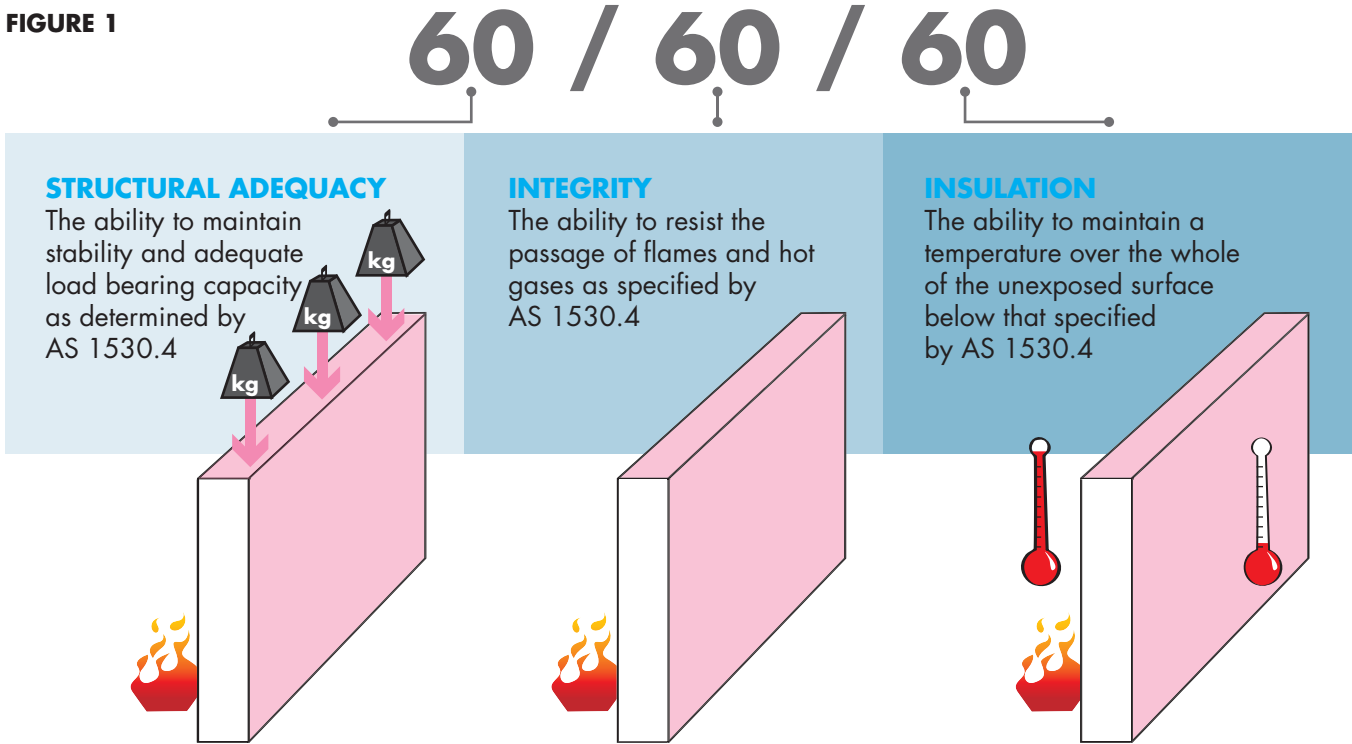 FIGURE 1
60 / 60 / 60
STRUCTURAL ADEQUACY
The ability to maintain
stability and adequate
load bearing capacity
as determined by
AS 1530.4
kg
kg
kg
INTEGRITY
The ability to resist the
passage of flames and hot
gases as specified by
AS 1530.4
INSULATION
The ability to maintain a
temperature over the whole
of the unexposed surface
below that specified
by AS 1530.4